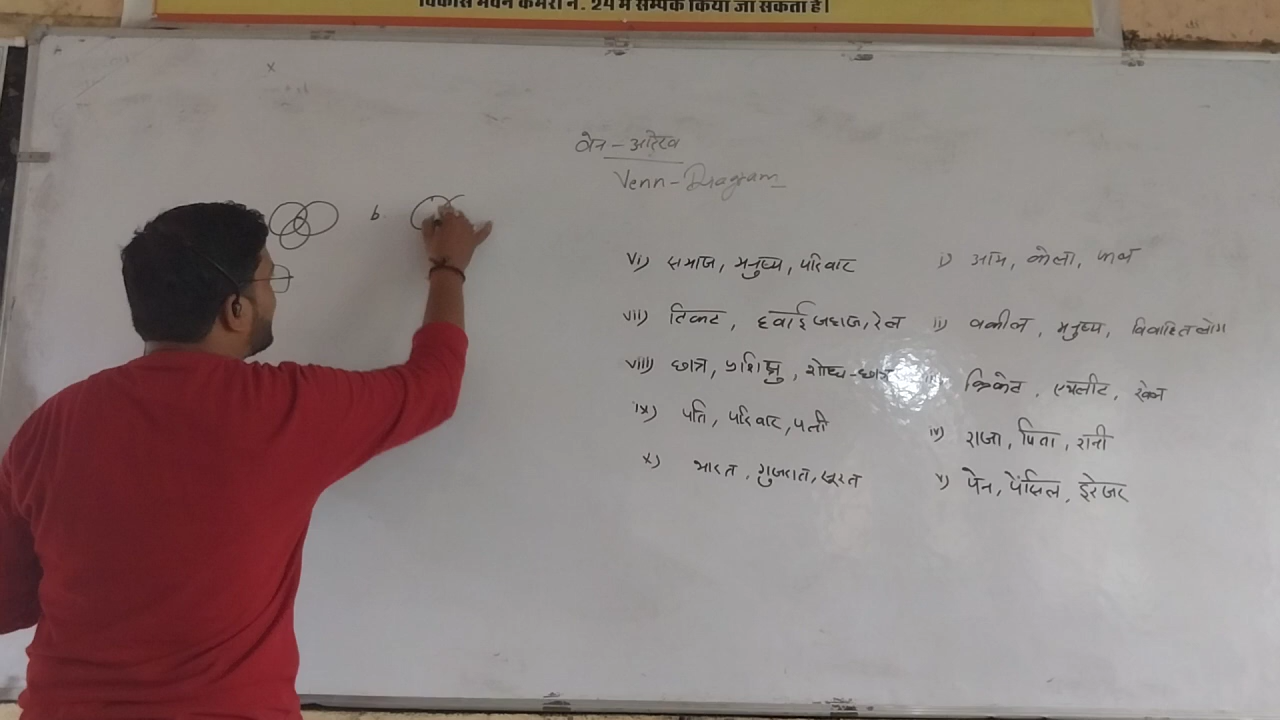 विकास भवन कमरा नं. 24 में सम्पर्क किया जा सकता है।
वेन-आरेख
Venn-Diagram
b.
i) आम, केला, फल
ii) वकील, मनुष्य, विवाहित लोग
क्रिकेट, एथलीट, खेल
iv) राजा, पिता, रानी
v) पेन, पेंसिल, इरेजर
vi) समाज, मनुष्य, परिवार
vii) टिकट, हवाई जहाज, रेल
viii) छात्र, प्रशिक्षु, शोध-छात्र
ix) पति, परिवार, पत्नी
x) भारत, गुजरात, सूरत